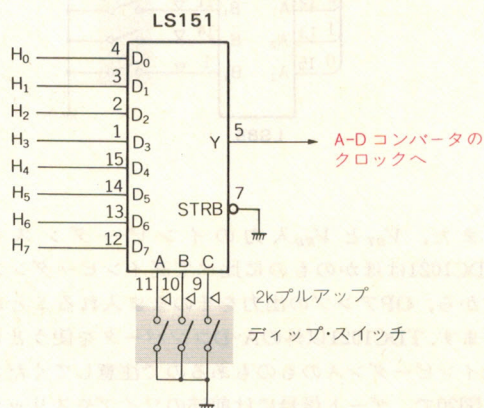 LS151
H0 4 D0
H1 3 D1
H2 2 D2
H3 1 D3
H4 15 D4
H5 14 D5
H6 13 D6
H7 12 D7
Y 5
A-D コンバータの
クロックへ
7
STRB
A B C
11 10 9
2kプルアップ
ディップ・スイッチ